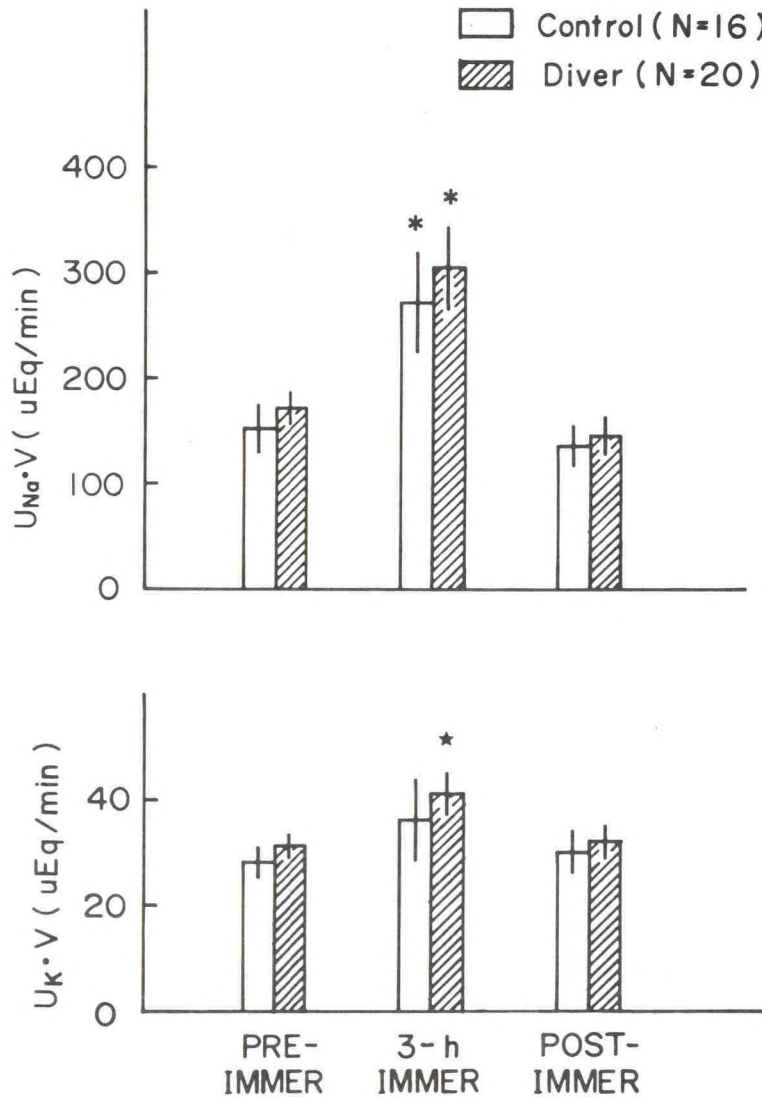 Control (N=16)
Diver (N=20)
400
300
200
100
0
UNa•V (uEq/min)
* *
40
20
0
UK•V (uEq/min)
★
PRE-
IMMER
3-h
IMMER
POST-
IMMER